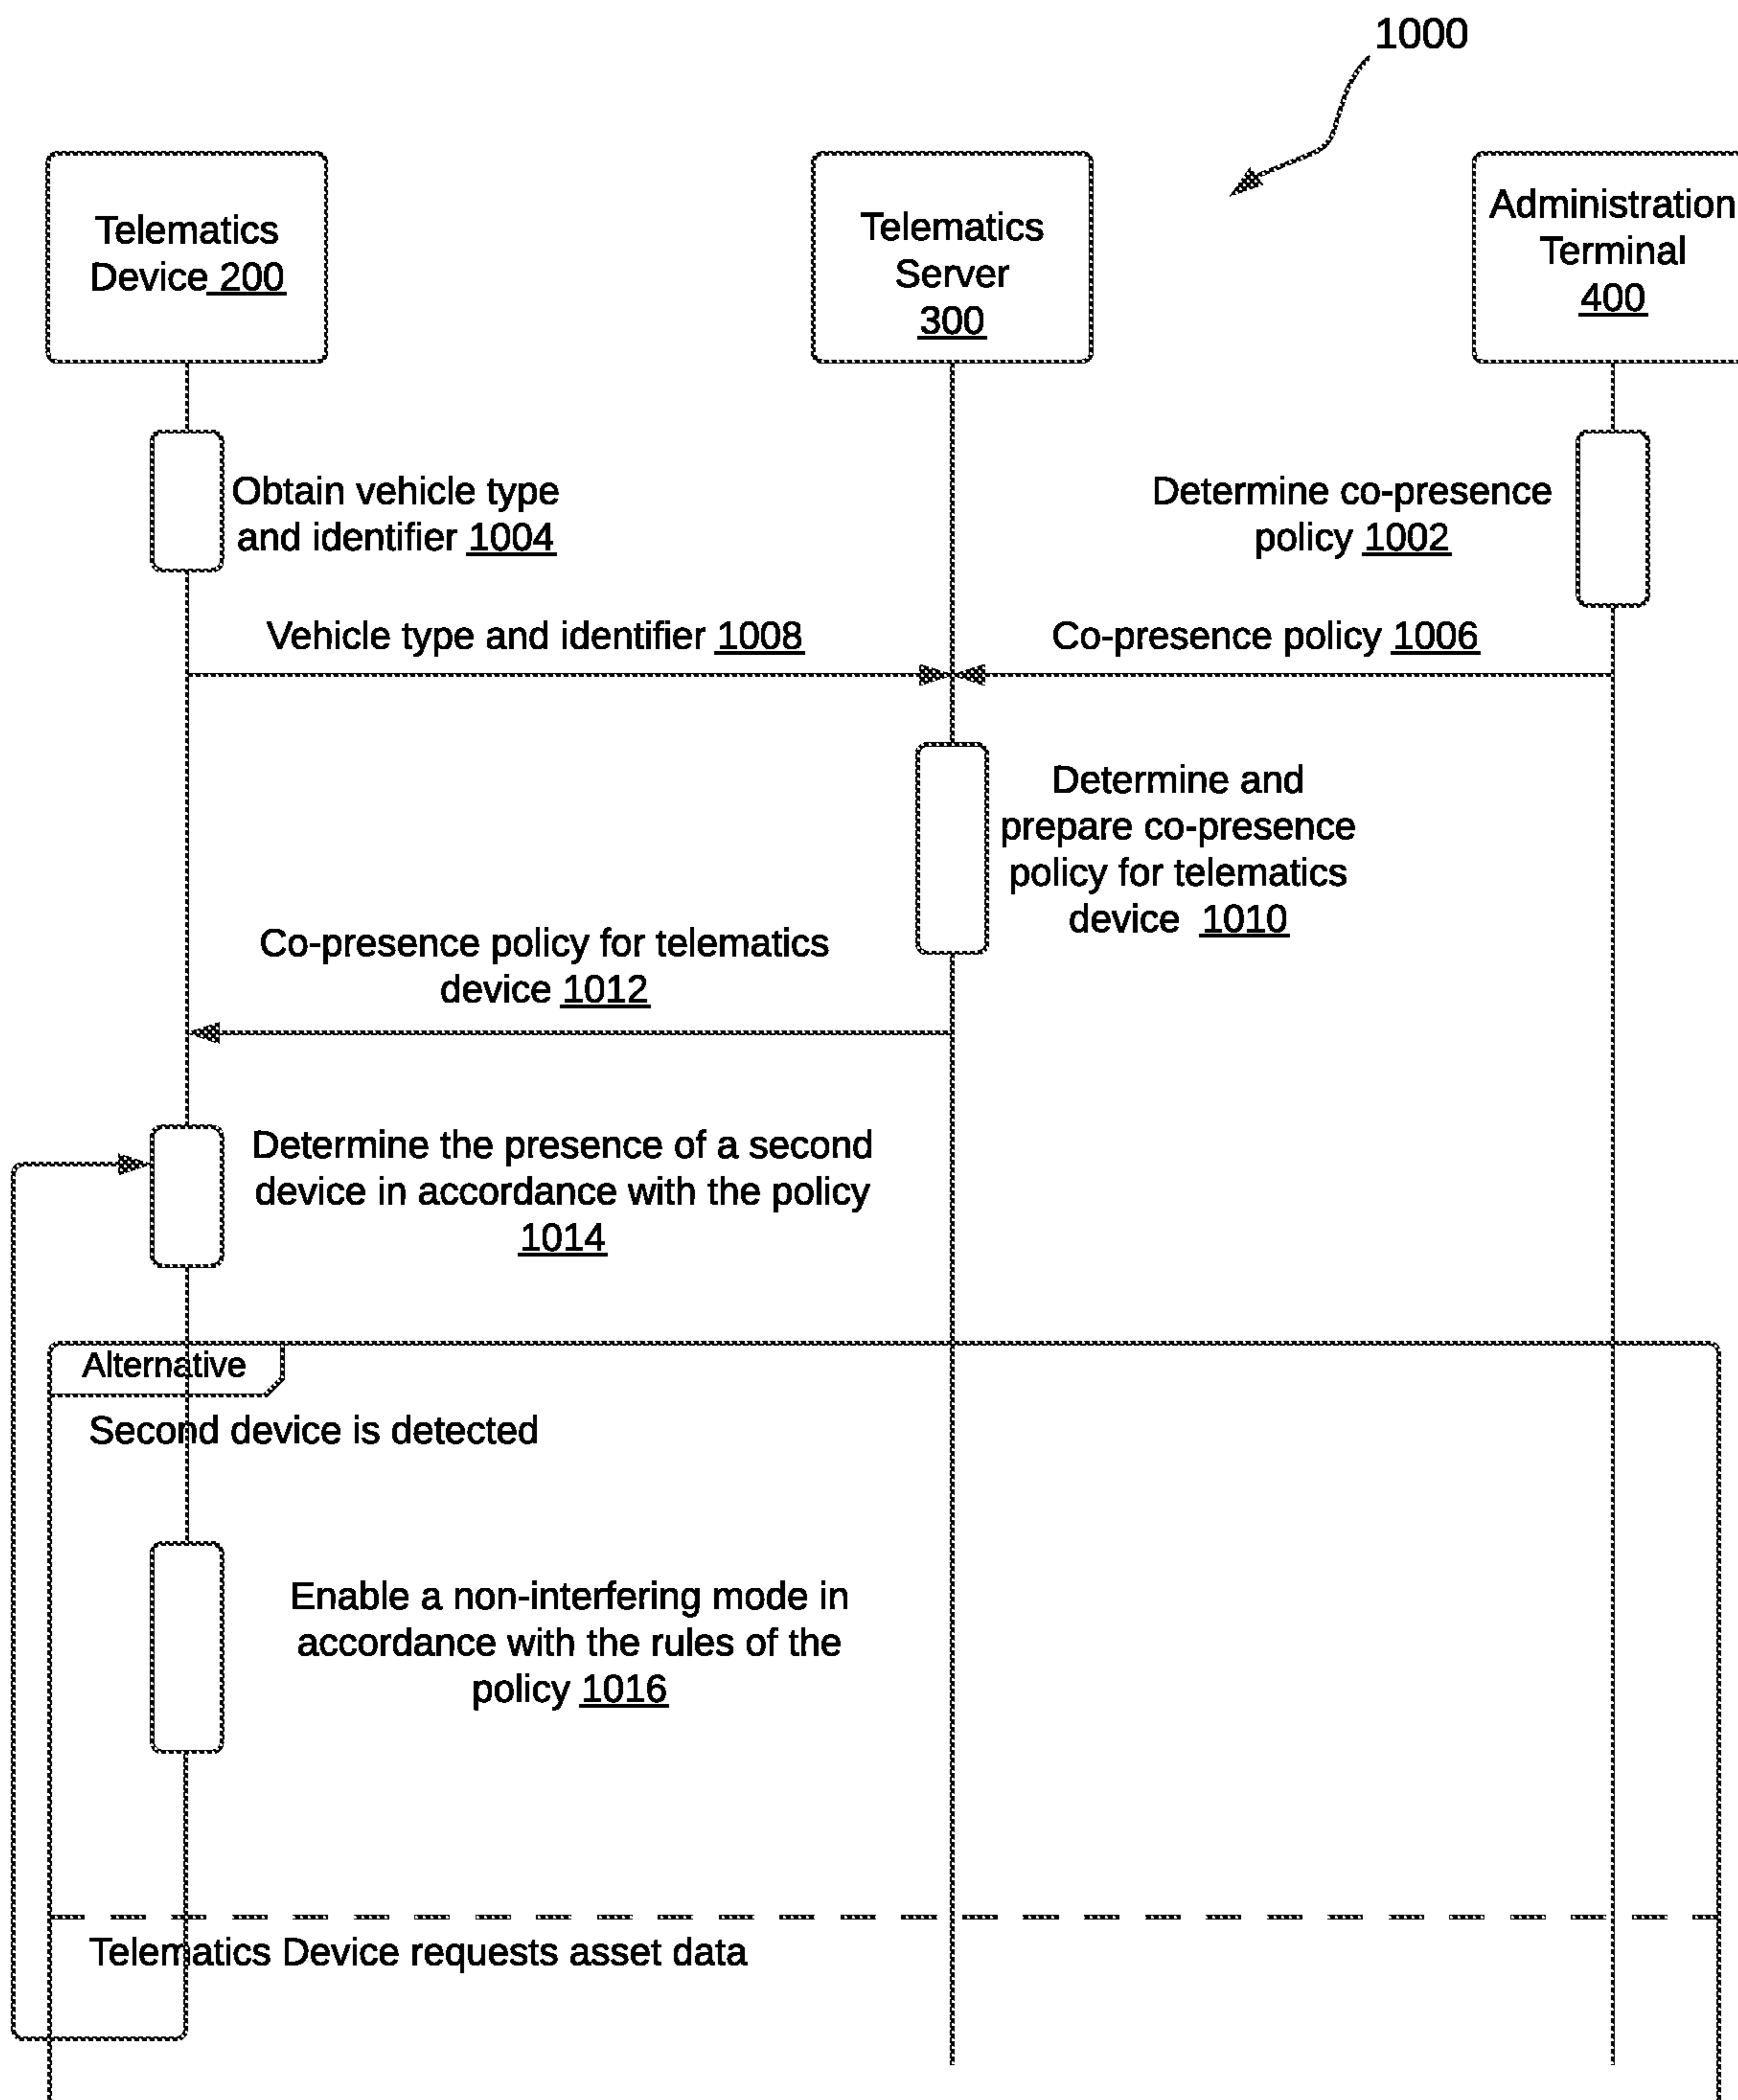 1000
Telematics
Device 200
Telematics
Server
300
Administration
Terminal
400
Obtain vehicle type
and identifier 1004
Determine co-presence
policy 1002
Vehicle type and identifier 1008
Co-presence policy 1006
Determine and
prepare co-presence
policy for telematics
device 1010
Co-presence policy for telematics
device 1012
Determine the presence of a second
device in accordance with the policy
1014
Alternative
Second device is detected
Enable a non-interfering mode in
accordance with the rules of the
policy 1016
Telematics Device requests asset data